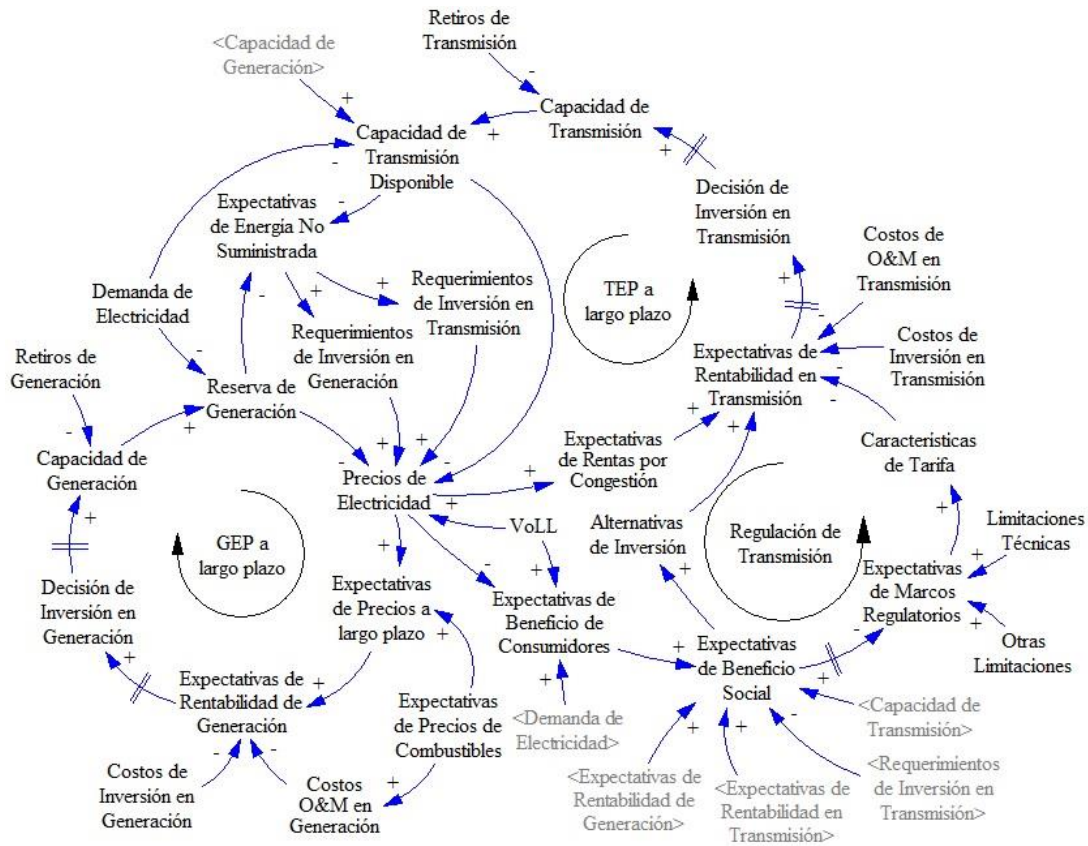 Retiros de
Transmisión
<Capacidad de
Generación>
-
+
Capacidad de
Transmisión
+
+
Capacidad de
Transmisión
Disponible
-
-
Decisión de
Inversión en
Transmisión
Expectativas
de Energía No
Suministrada
Costos de
O&M en
Transmisión
TEP a
largo plazo
+
+
+
-
Requerimientos
de Inversión en
Transmisión
Demanda de
Electricidad
-
-
Requerimientos
de Inversión en
Generación
Costos de
Inversión en
Transmisión
-
-
-
Expectativas de
Rentabilidad en
Transmisión
Retiros de
Generación
Reserva de
Generación
+
-
+
+
Expectativas
de Rentas por
Congestión
Caracteristicas
de Tarifa
Capacidad de
Generación
+
+
-
-
Precios de
Electricidad
+
+
+
GEP a
largo plazo
VoLL
Alternativas
de Inversión
Regulación de
Transmisión
Limitaciones
Técnicas
+
+
-
+
+
+
Expectativas
de Marcos
Regulatorios
Decisión de
Inversión en
Generación
Expectativas
de Precios a
largo plazo
Expectativas de
Beneficio de
Consumidores
+
-
+
+
Expectativas
de Beneficio
Social
Otras
Limitaciones
+
+
+
+
Expectativas de
Rentabilidad de
Generación
Expectativas
de Precios de
Combustibles
<Demanda de
Electricidad>
<Capacidad de
Transmisión>
+
+
-
-
-
+
Costos de
Inversión en
Generación
Costos
O&M en
Generación
<Expectativas de
Rentabilidad de
Generación>
<Expectativas de
Rentabilidad en
Transmisión>
<Requerimientos
de Inversión en
Transmisión>